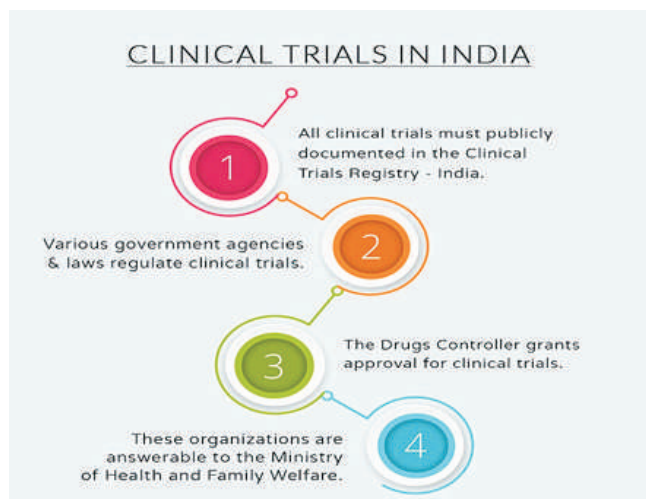 CLINICAL TRIALS IN INDIA
1
All clinical trials must publicly
documented in the Clinical
Trials Registry - India.
Various government agencies
& laws regulate clinical trials.
2
3
The Drugs Controller grants
approval for clinical trials.
These organizations are
answerable to the Ministry
of Health and Family Welfare.
4